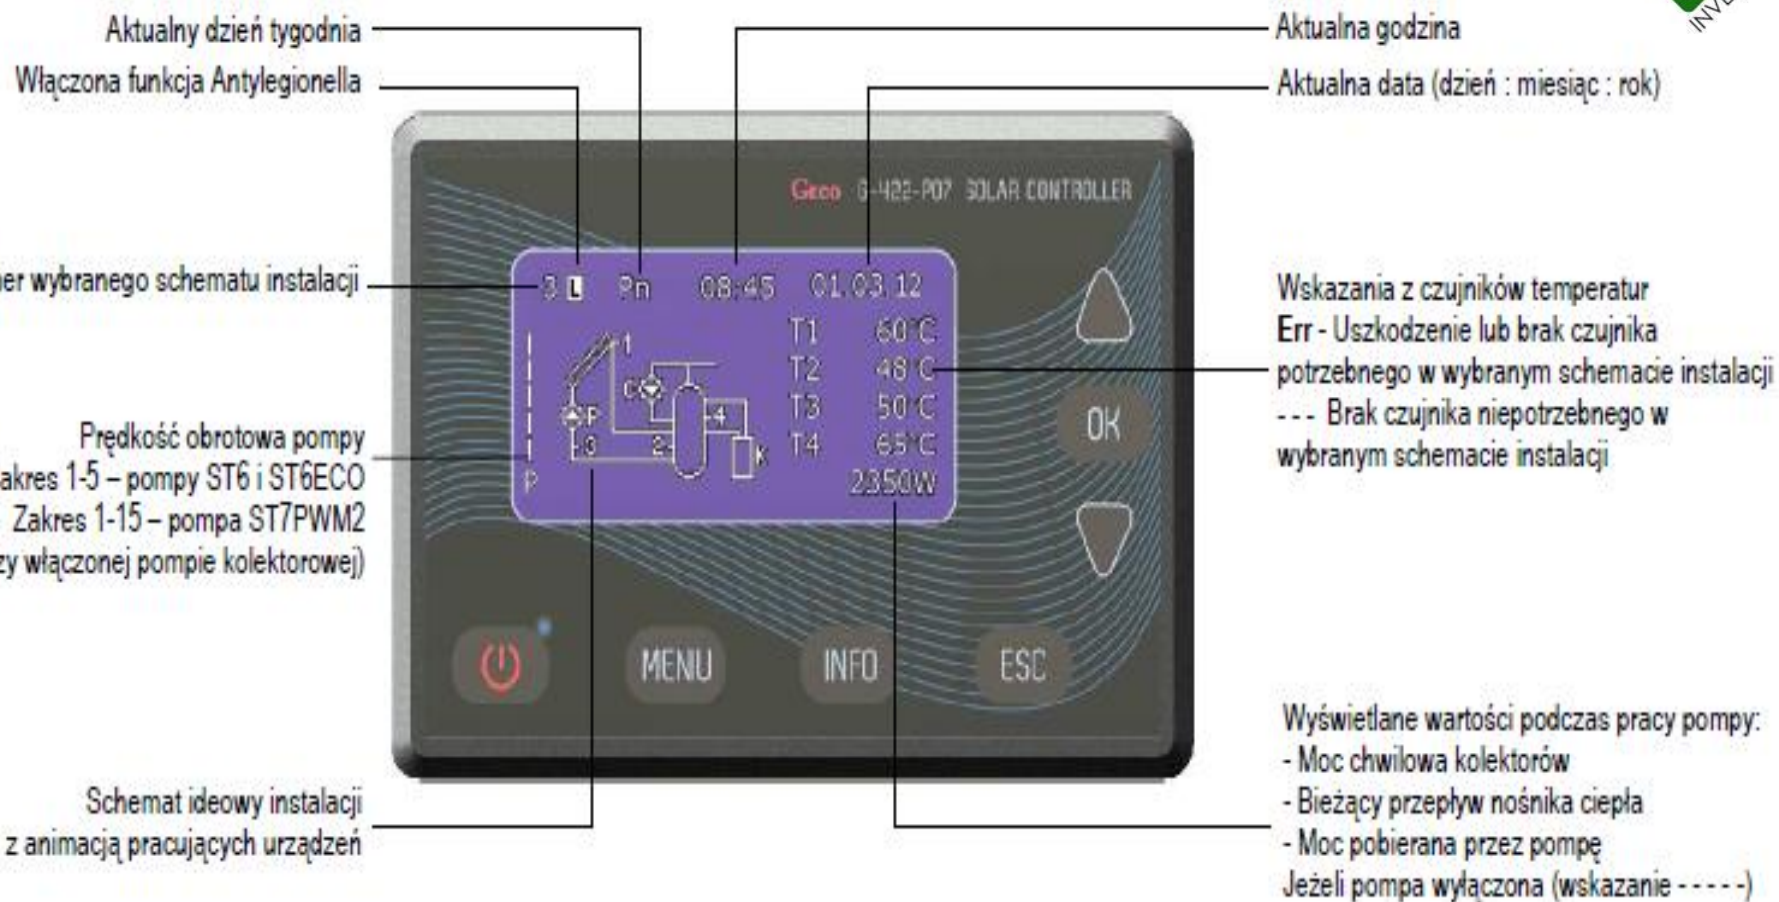 Aktualny dzień tygodnia
Włączona funkcja Antylegionella
Aktualna godzina
Aktualna data (dzień : miesiąc : rok)
Geco G-422-P07 SOLAR CONTROLLER
er wybranego schematu instalacji
3 L Pn 08:45 01.03.12
T1 60°C
T2 48°C
T3 50°C
T4 65°C
2350W
1
C
P
4
3
2
K
P
OK
Wskazania z czujników temperatur
Err - Uszkodzenie lub brak czujnika
potrzebnego w wybranym schemacie instalacji
- - - Brak czujnika niepotrzebnego w
wybranym schemacie instalacji
Prędkość obrotowa pompy
akres 1-5 – pompy ST6 i ST6ECO
Zakres 1-15 – pompa ST7PWM2
zy włączonej pompie kolektorowej)
MENU INFO ESC
Schemat ideowy instalacji
z animacją pracujących urządzeń
Wyświetlane wartości podczas pracy pompy:
- Moc chwilowa kolektorów
- Bieżący przepływ nośnika ciepła
- Moc pobierana przez pompę
Jeżeli pompa wyłączona (wskazanie - - - - -)